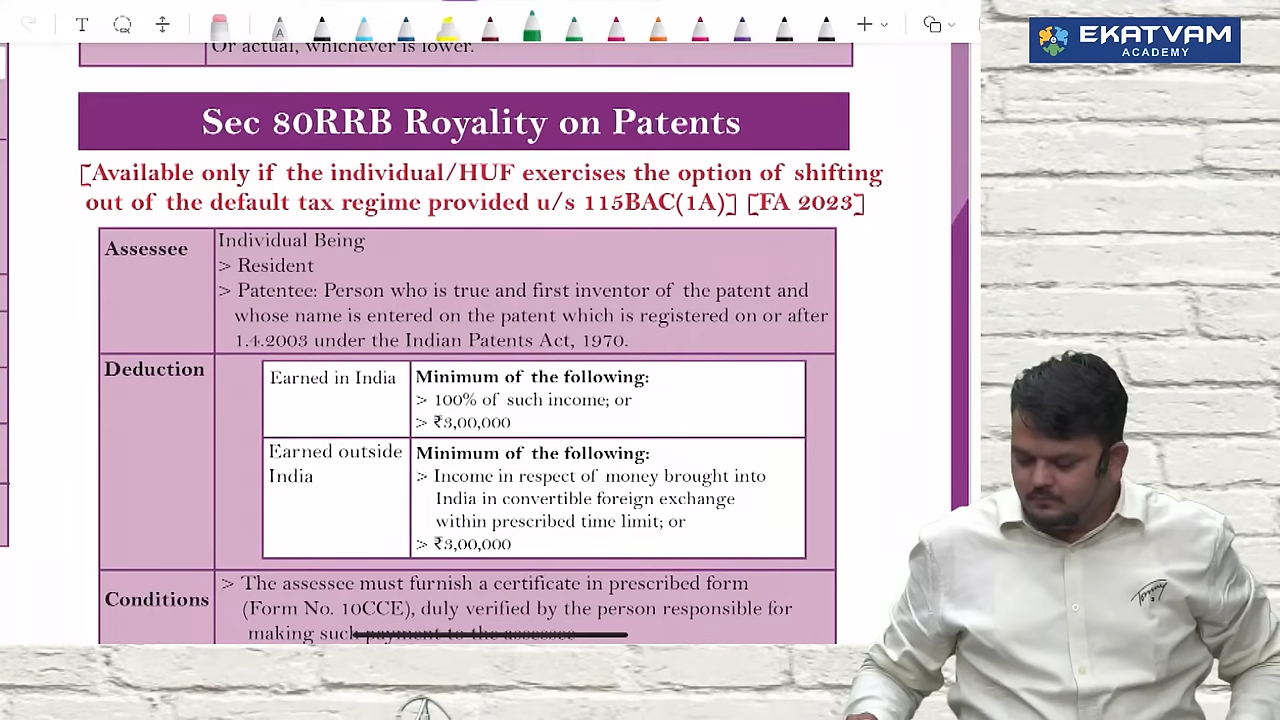 T
EKATVAM
ACADEMY
Or actual, whichever is lower.
Sec 80RRB Royality on Patents
[Available only if the individual/HUF exercises the option of shifting
out of the default tax regime provided u/s 115BAC(1A)] [FA 2023]
Assessee
Individual Being
> Resident
> Patentee: Person who is true and first inventor of the patent and
whose name is entered on the patent which is registered on or after
1.4.2003 under the Indian Patents Act, 1970.
Deduction
Earned in India
Minimum of the following:
> 100% of such income; or
> ₹3,00,000
Earned outside
India
Minimum of the following:
> Income in respect of money brought into
India in convertible foreign exchange
within prescribed time limit; or
> ₹3,00,000
Conditions
> The assessee must furnish a certificate in prescribed form
(Form No. 10CCE), duly verified by the person responsible for
making such payment to the assessee
Tommy